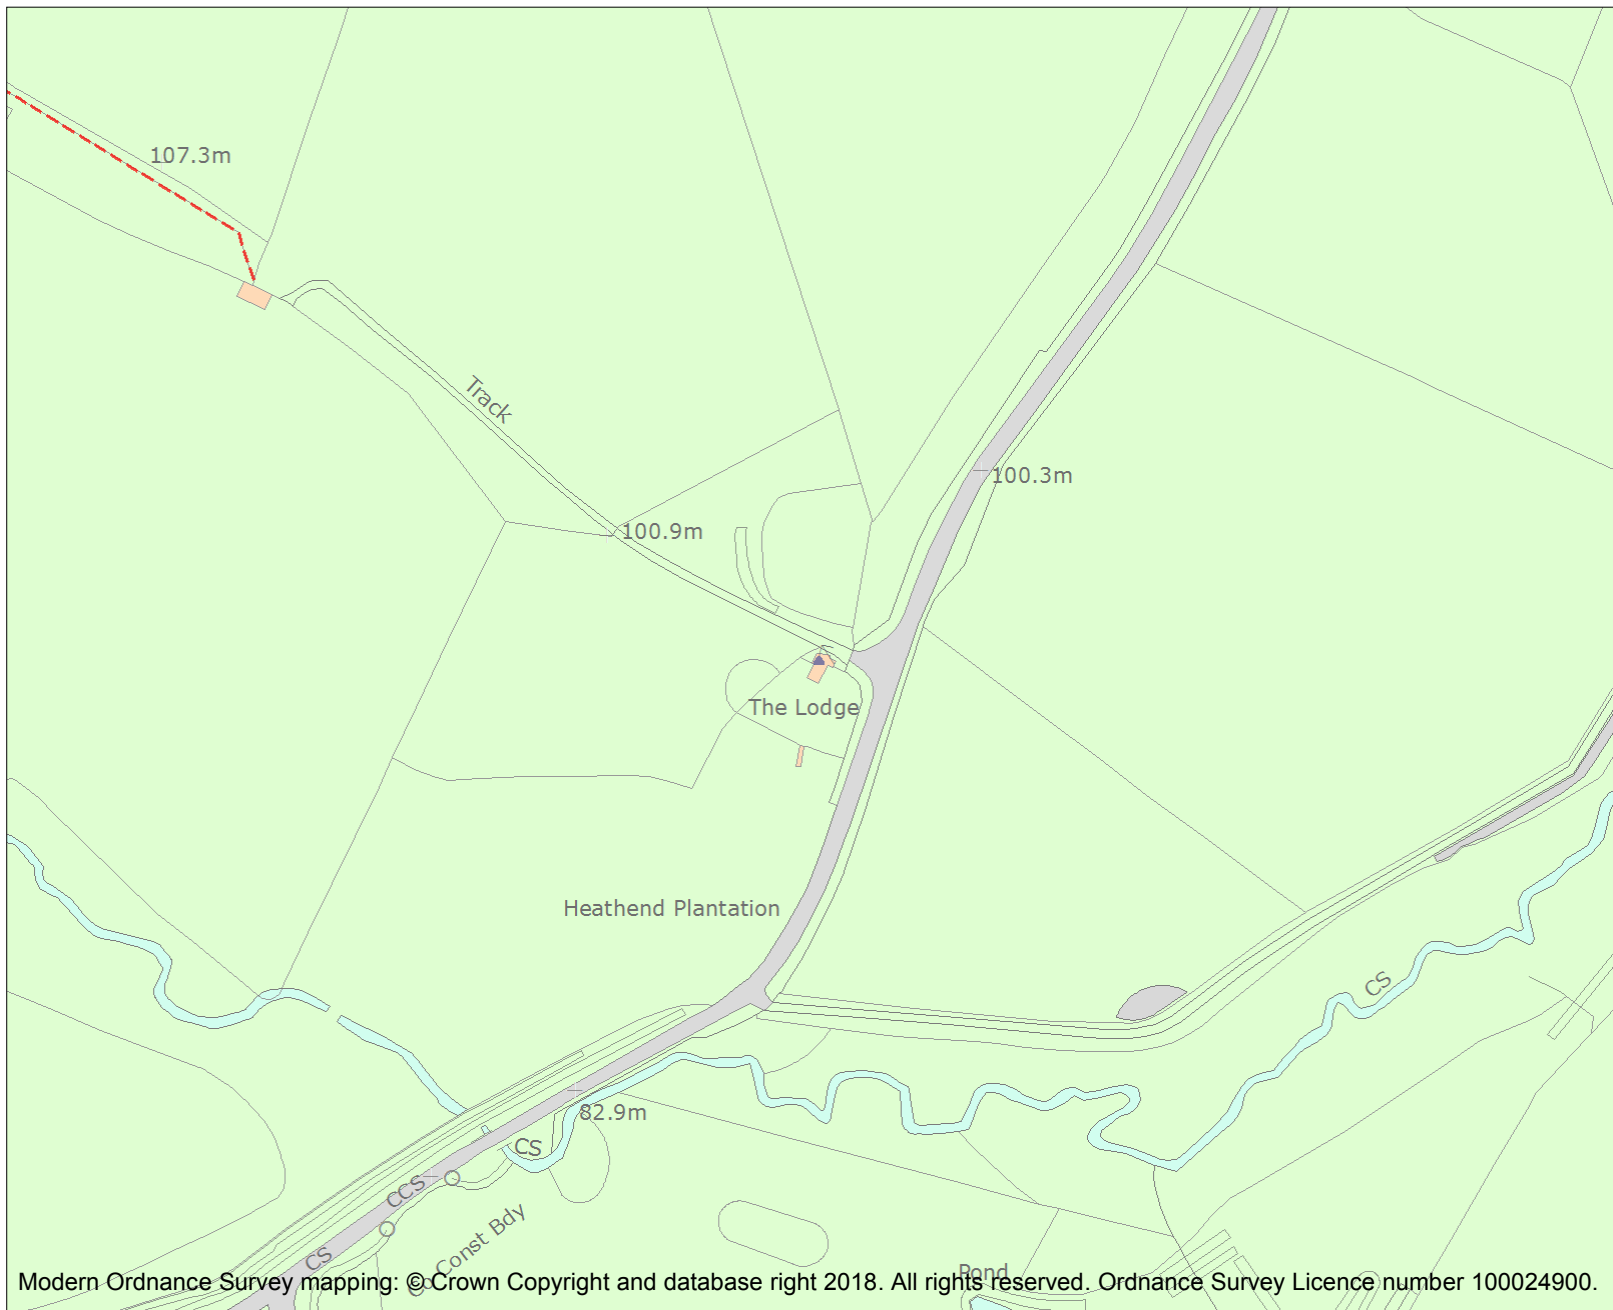 107.3m
Track
100.3m
100.9m
The Lodge
Heathend Plantation
CS
82.9m
CS
CCS
CS
Co Const Bdy
Pond
Modern Ordnance Survey mapping: © Crown Copyright and database right 2018. All rights reserved. Ordnance Survey Licence number 100024900.